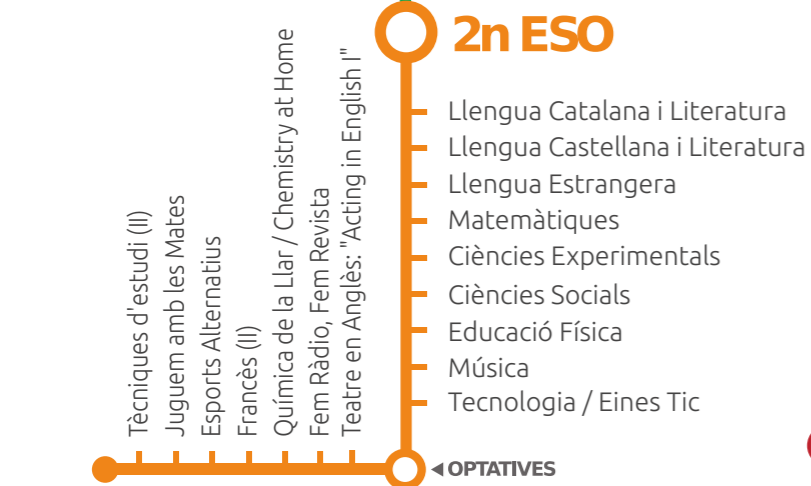 2n ESO
Llengua Catalana i Literatura
Llengua Castellana i Literatura
Llengua Estrangera
Matemàtiques
Ciències Experimentals
Ciències Socials
Educació Física
Música
Tecnologia / Eines Tic
OPTATIVES
Tècniques d'estudi (II)
Juguem amb les Mates
Esports Alternatius
Francès (II)
Química de la Llar / Chemistry at Home
Fem Ràdio, Fem Revista
Teatre en Anglès: "Acting in English I"